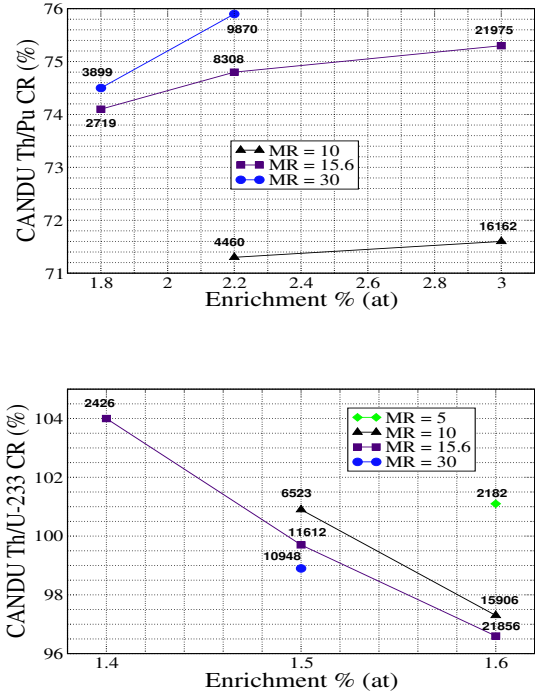 76
75
74
73
72
71
CANDU Th/Pu CR (%)
3899
9870
2719
8308
21975
MR = 10
MR = 15.6
MR = 30
4460
16162
1.8 2 2.2 2.4 2.6 2.8 3
Enrichment % (at)
104
102
100
98
96
CANDU Th/U-233 CR (%)
2426
MR = 5
MR = 10
MR = 15.6
MR = 30
6523
2182
11612
10948
15906
21856
1.4 1.5 1.6
Enrichment % (at)